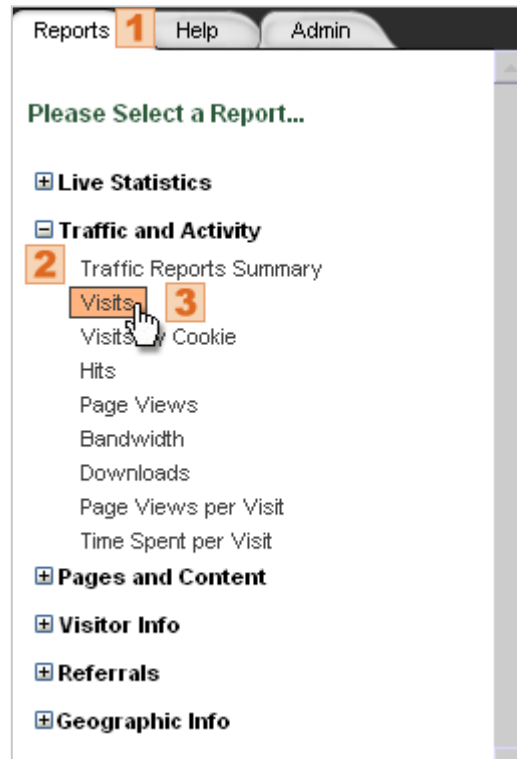 Reports 1 Help Admin
Please Select a Report...
Live Statistics
Traffic and Activity
2 Traffic Reports Summary
Visits 3
Visits Cookie
Hits
Page Views
Bandwidth
Downloads
Page Views per Visit
Time Spent per Visit
Pages and Content
Visitor Info
Referrals
Geographic Info